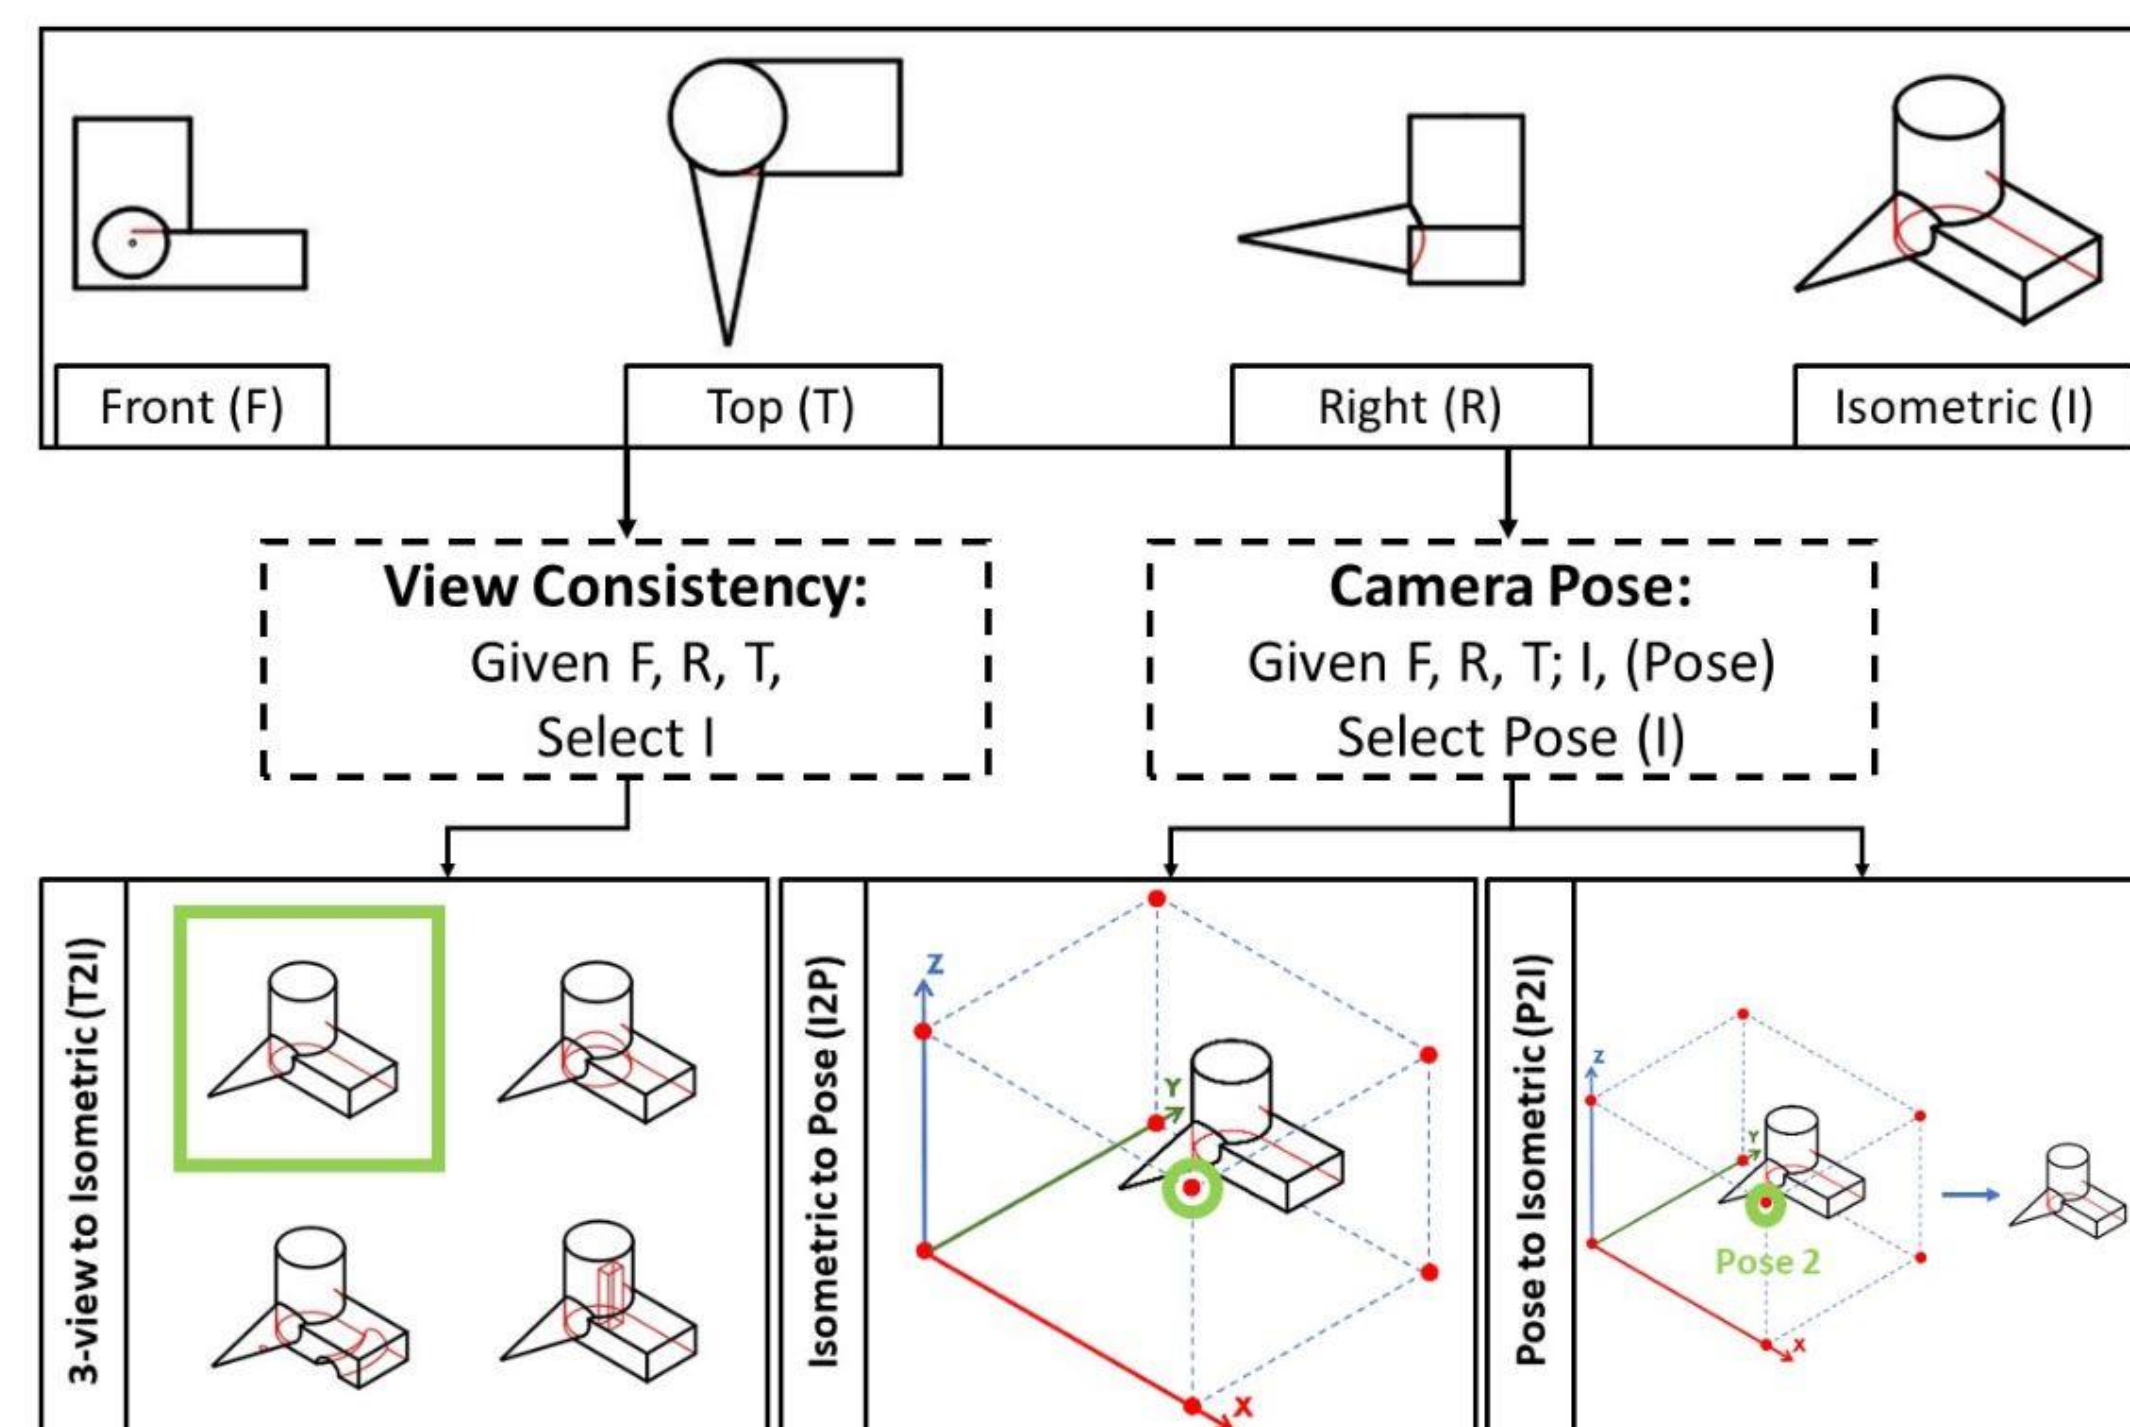 Front (F)
Top (T)
Right (R)
Isometric (I)
View Consistency:
Given F, R, T,
Select I
Camera Pose:
Given F, R, T; I, (Pose)
Select Pose (I)
3-view to Isometric (T2I)
Isometric to Pose (I2P)
Z
Y
X
Pose to Isometric (P2I)
Z
Y
Pose 2
X